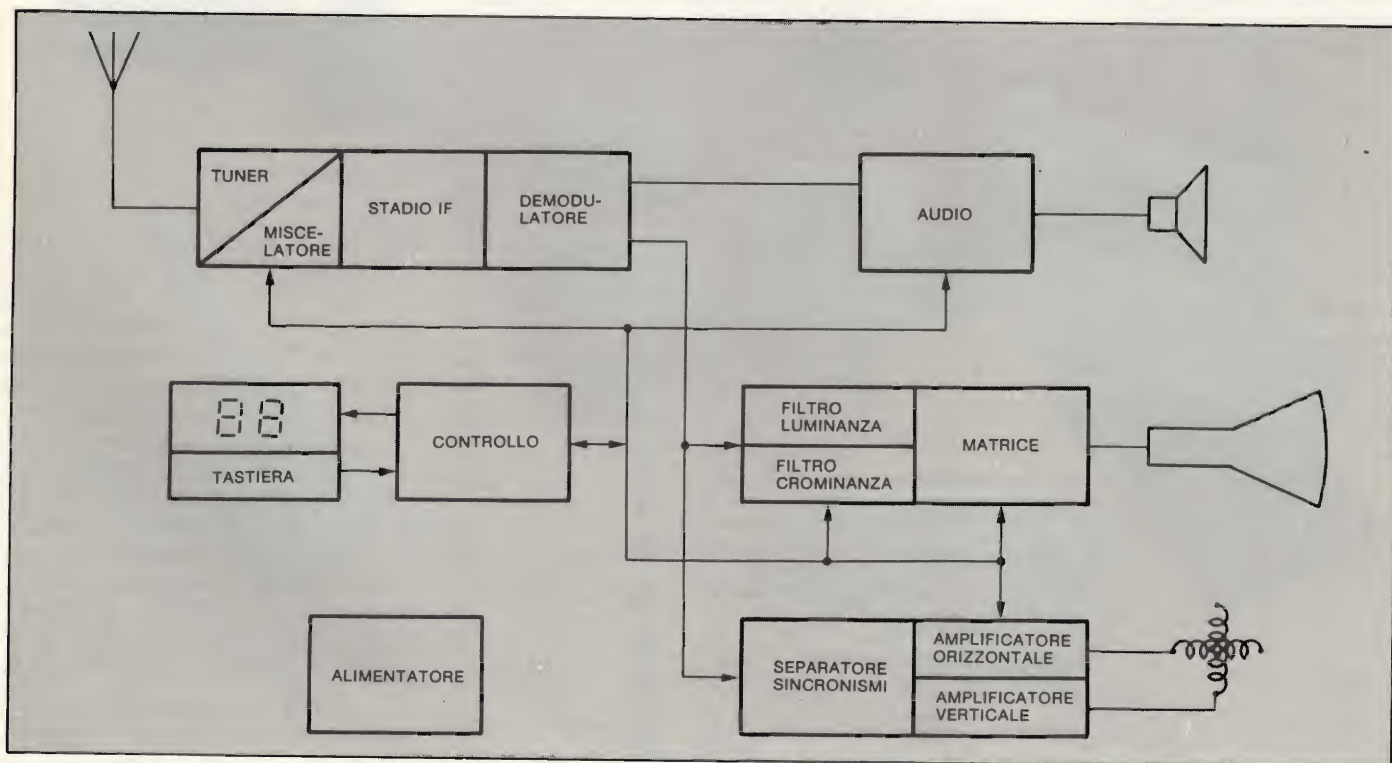 TUNER
MISCE-
LATORE
STADIO IF
DEMODU-
LATORE
AUDIO
88
TASTIERA
CONTROLLO
FILTRO
LUMINANZA
FILTRO
CROMINANZA
MATRICE
ALIMENTATORE
SEPARATORE
SINCRONISMI
AMPLIFICATORE
ORIZZONTALE
AMPLIFICATORE
VERTICALE